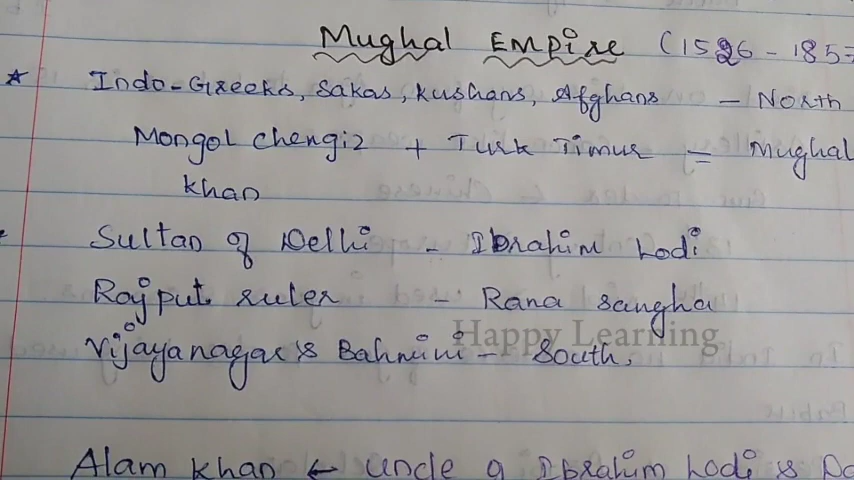 Mughal Empire (1526 - 185
* Indo-Greeks, Sakas, Kushans, Afghans - North
Mongol Chengiz + Turk Timur = Mughal
Khan
Sultan of Delhi - Ibrahim Lodi
Rajput ruler - Rana Sangha
Happy Learning
Vijayanagar & Bahmini - South.
Alam Khan ← uncle of Ibrahim Lodi &